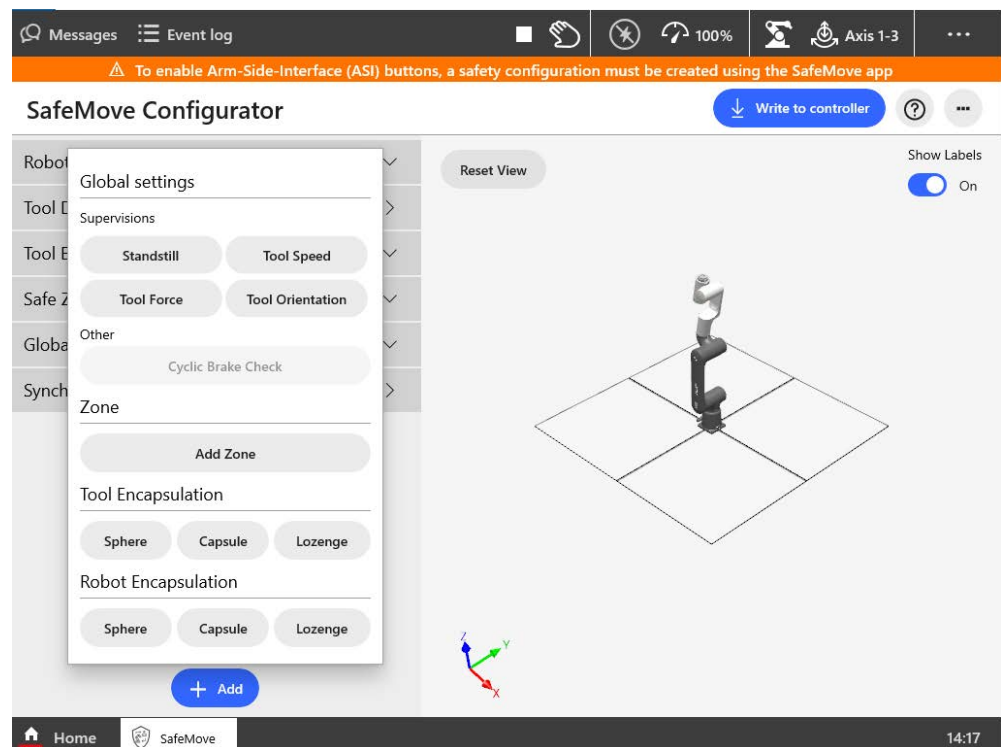 Messages
Event log
100%
Axis 1-3
To enable Arm-Side-Interface (ASI) buttons, a safety configuration must be created using the SafeMove app
SafeMove Configurator
Write to controller
Show Labels
On
Reset View
Robot
Tool D
Tool E
Safe Z
Globa
Synch
Global settings
Supervisions
Standstill
Tool Speed
Tool Force
Tool Orientation
Other
Cyclic Brake Check
Zone
Add Zone
Tool Encapsulation
Sphere
Capsule
Lozenge
Robot Encapsulation
Sphere
Capsule
Lozenge
+ Add
Z
Y
X
Home
SafeMove
14:17